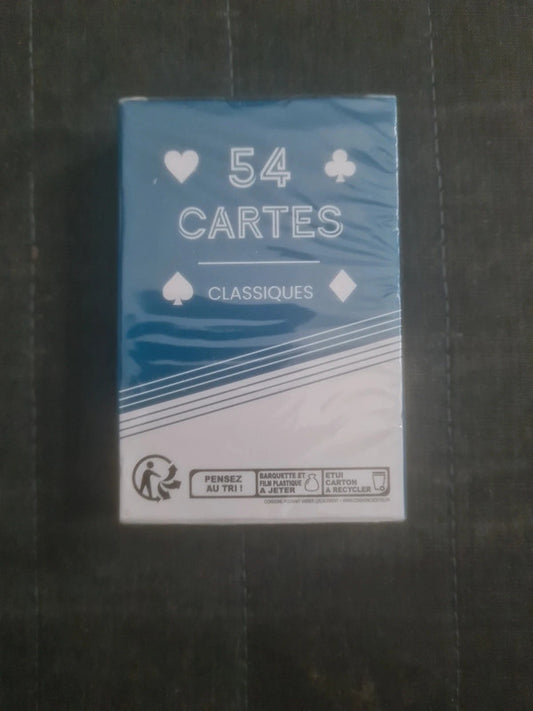 54
CARTES
CLASSIQUES
PENSEZ
AU TRI !
BARQUETTE ET
FILM PLASTIQUE
A JETER
ETUI
CARTON
A RECYCLER